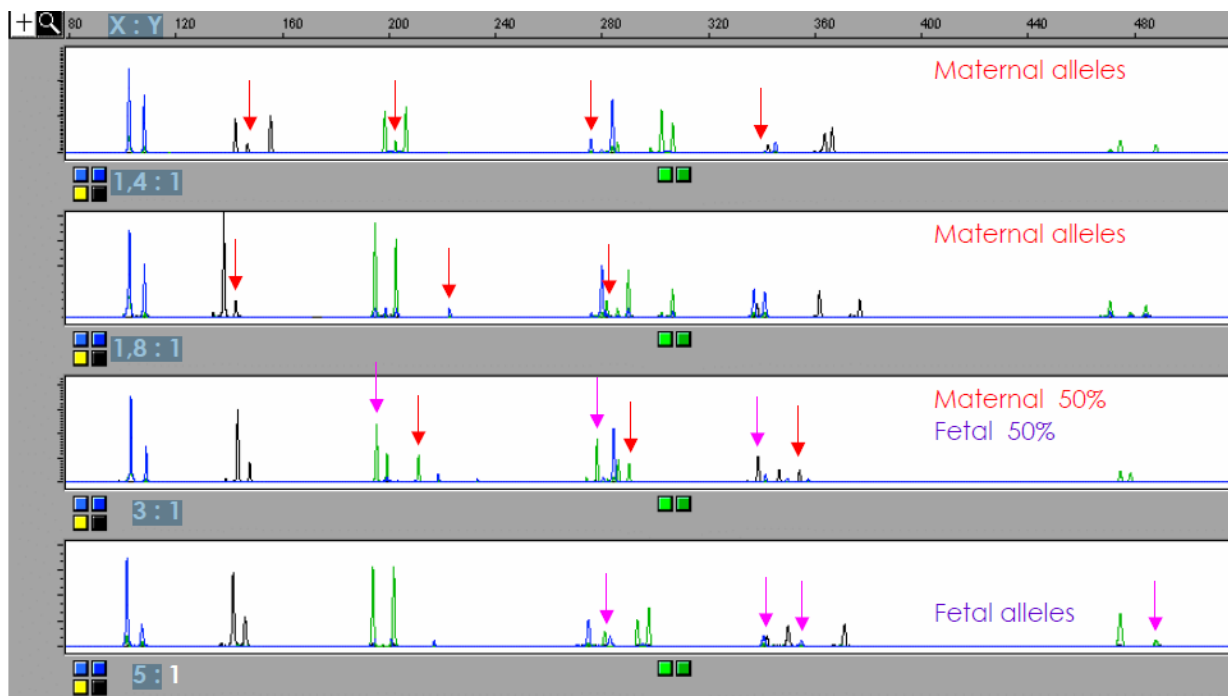 X : Y
80 120 160 200 240 280 320 360 400 440 480
Maternal alleles
1,4 : 1
Maternal alleles
1,8 : 1
Maternal 50%
Fetal 50%
3 : 1
Fetal alleles
5 : 1